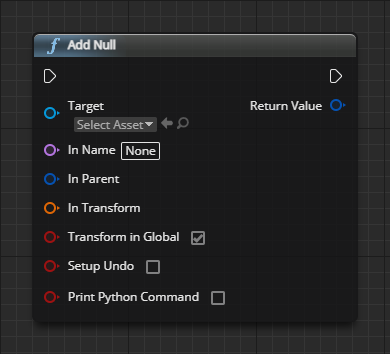 f Add Null
Target Return Value
Select Asset
In Name None
In Parent
In Transform
Transform in Global
Setup Undo
Print Python Command